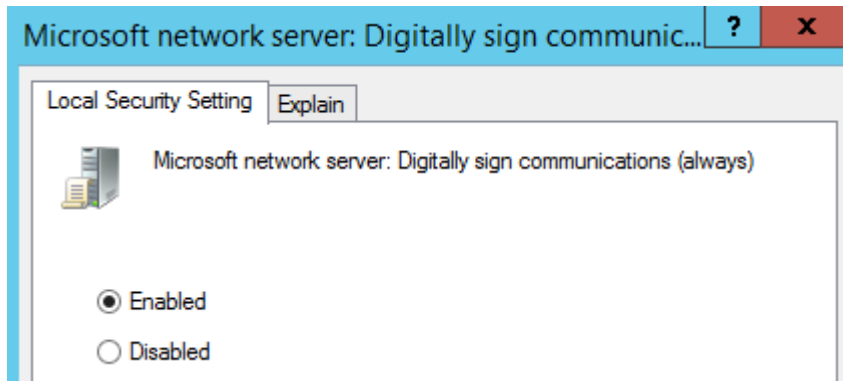 Microsoft network server: Digitally sign communic... ? x
Local Security Setting Explain
Microsoft network server: Digitally sign communications (always)
Enabled
Disabled